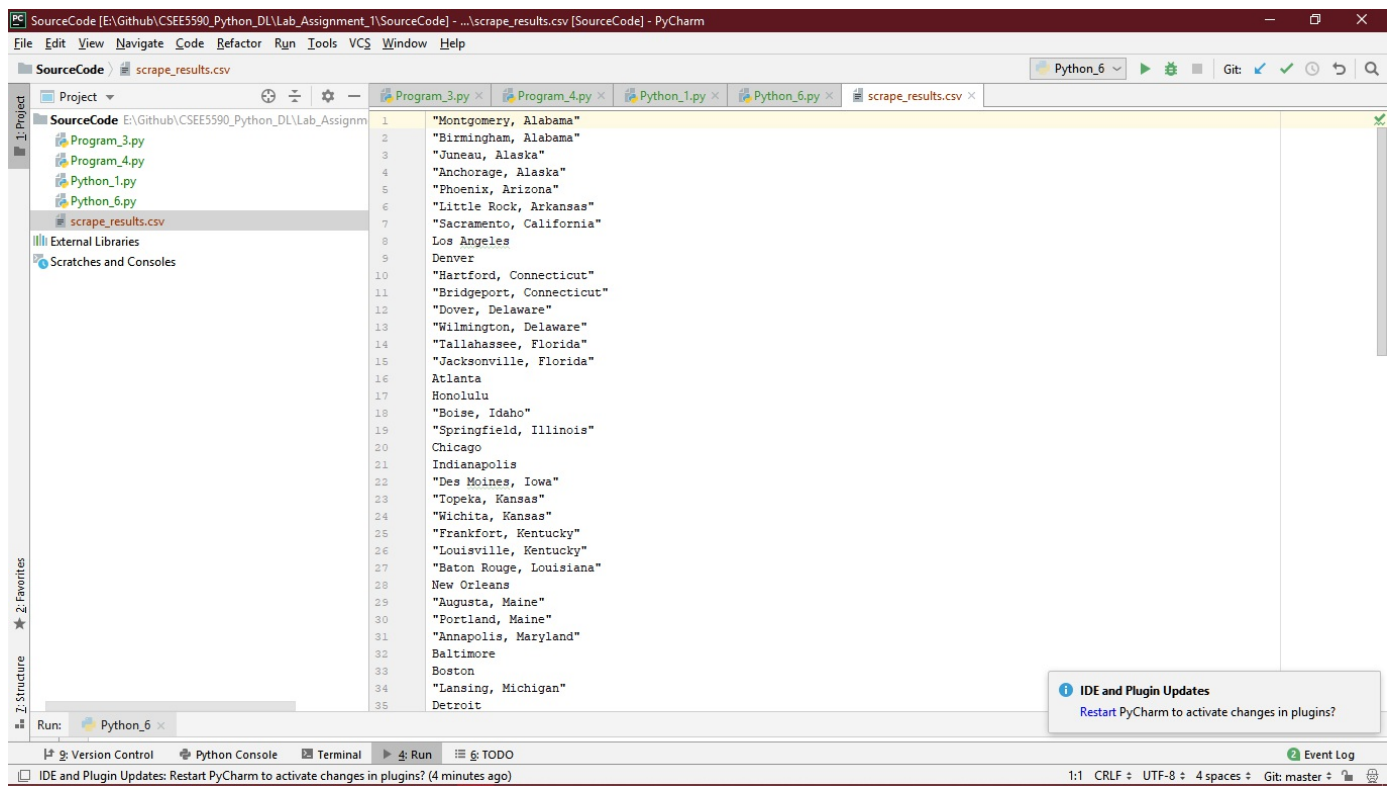 SourceCode [E:\Github\CSEE5590_Python_DL\Lab_Assignment_1\SourceCode] - ...\scrape_results.csv [SourceCode] - PyCharm
File Edit View Navigate Code Refactor Run Tools VCS Window Help
SourceCode scrape_results.csv Python_6 Git:
Project Program_3.py Program_4.py Python_1.py Python_6.py scrape_results.csv
1: Project
SourceCode E:\Github\CSEE5590_Python_DL\Lab_Assignm
Program_3.py
Program_4.py
Python_1.py
Python_6.py
scrape_results.csv
External Libraries
Scratches and Consoles
1 "Montgomery, Alabama"
2 "Birmingham, Alabama"
3 "Juneau, Alaska"
4 "Anchorage, Alaska"
5 "Phoenix, Arizona"
6 "Little Rock, Arkansas"
7 "Sacramento, California"
8 Los Angeles
9 Denver
10 "Hartford, Connecticut"
11 "Bridgeport, Connecticut"
12 "Dover, Delaware"
13 "Wilmington, Delaware"
14 "Tallahassee, Florida"
15 "Jacksonville, Florida"
16 Atlanta
17 Honolulu
18 "Boise, Idaho"
19 "Springfield, Illinois"
20 Chicago
21 Indianapolis
22 "Des Moines, Iowa"
23 "Topeka, Kansas"
24 "Wichita, Kansas"
25 "Frankfort, Kentucky"
26 "Louisville, Kentucky"
27 "Baton Rouge, Louisiana"
28 New Orleans
29 "Augusta, Maine"
30 "Portland, Maine"
31 "Annapolis, Maryland"
32 Baltimore
33 Boston
34 "Lansing, Michigan"
35 Detroit
2: Favorites
7: Structure
IDE and Plugin Updates
Restart PyCharm to activate changes in plugins?
Run: Python_6
9: Version Control Python Console Terminal 4: Run 6: TODO 2 Event Log
IDE and Plugin Updates: Restart PyCharm to activate changes in plugins? (4 minutes ago) 1:1 CRLF UTF-8 4 spaces Git: master